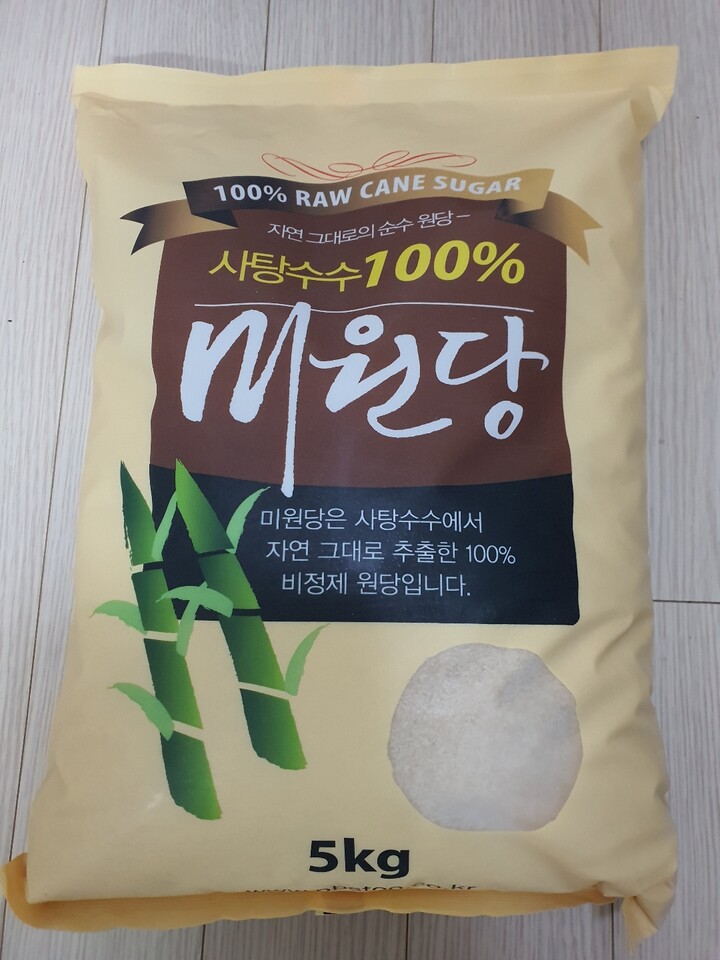 100% RAW CANE SUGAR
자연 그대로의 순수 원당 –
사탕수수100%
미원당
미원당은 사탕수수에서
자연 그대로 추출한 100%
비정제 원당입니다.
5kg